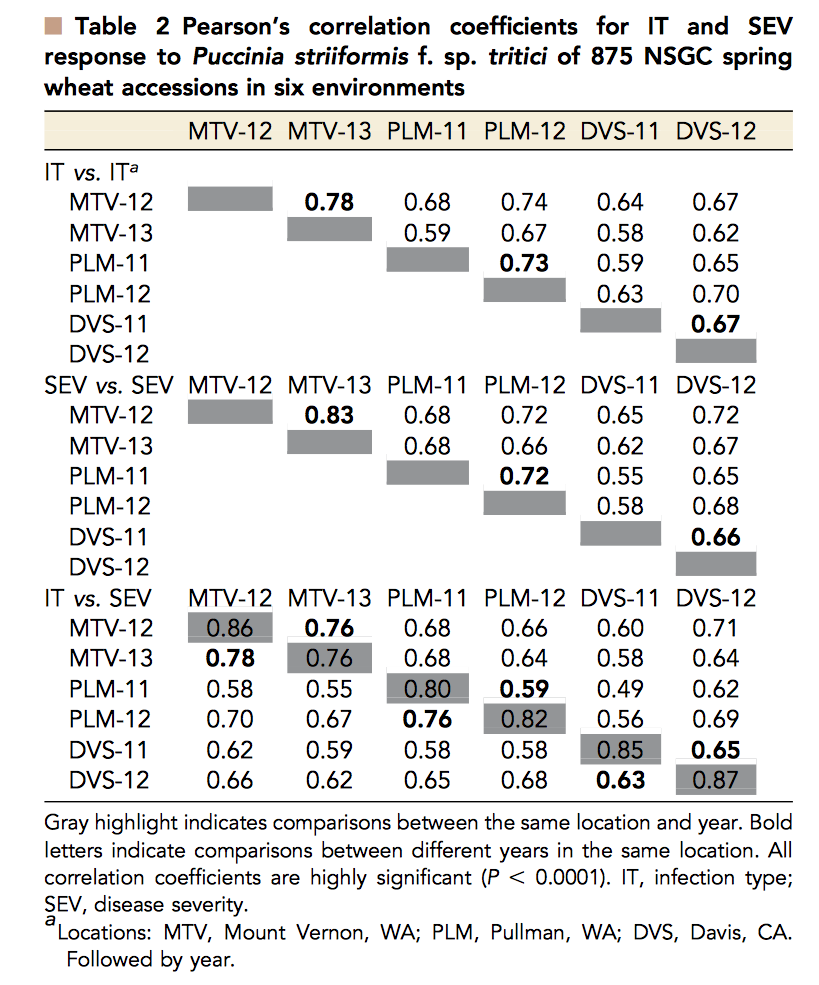 Table 2 Pearson's correlation coefficients for IT and SEV
response to Puccinia striiformis f. sp. tritici of 875 NSGC spring
wheat accessions in six environments
MTV-12 MTV-13 PLM-11 PLM-12 DVS-11 DVS-12
IT vs. ITa
MTV-12 0.78 0.68 0.74 0.64 0.67
MTV-13 0.59 0.67 0.58 0.62
PLM-11 0.73 0.59 0.65
PLM-12 0.63 0.70
DVS-11 0.67
DVS-12
SEV vs. SEV MTV-12 MTV-13 PLM-11 PLM-12 DVS-11 DVS-12
MTV-12 0.83 0.68 0.72 0.65 0.72
MTV-13 0.68 0.66 0.62 0.67
PLM-11 0.72 0.55 0.65
PLM-12 0.58 0.68
DVS-11 0.66
DVS-12
IT vs. SEV MTV-12 MTV-13 PLM-11 PLM-12 DVS-11 DVS-12
MTV-12 0.86 0.76 0.68 0.66 0.60 0.71
MTV-13 0.78 0.76 0.68 0.64 0.58 0.64
PLM-11 0.58 0.55 0.80 0.59 0.49 0.62
PLM-12 0.70 0.67 0.76 0.82 0.56 0.69
DVS-11 0.62 0.59 0.58 0.58 0.85 0.65
DVS-12 0.66 0.62 0.65 0.68 0.63 0.87
Gray highlight indicates comparisons between the same location and year. Bold
letters indicate comparisons between different years in the same location. All
correlation coefficients are highly significant (P < 0.0001). IT, infection type;
SEV, disease severity.
a Locations: MTV, Mount Vernon, WA; PLM, Pullman, WA; DVS, Davis, CA.
Followed by year.